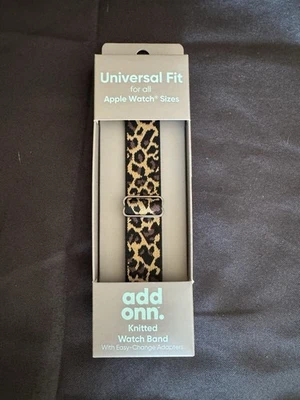 Universal Fit
for all
Apple Watch® Sizes
add
onn.
Knitted
Watch Band
With Easy-Change Adapters